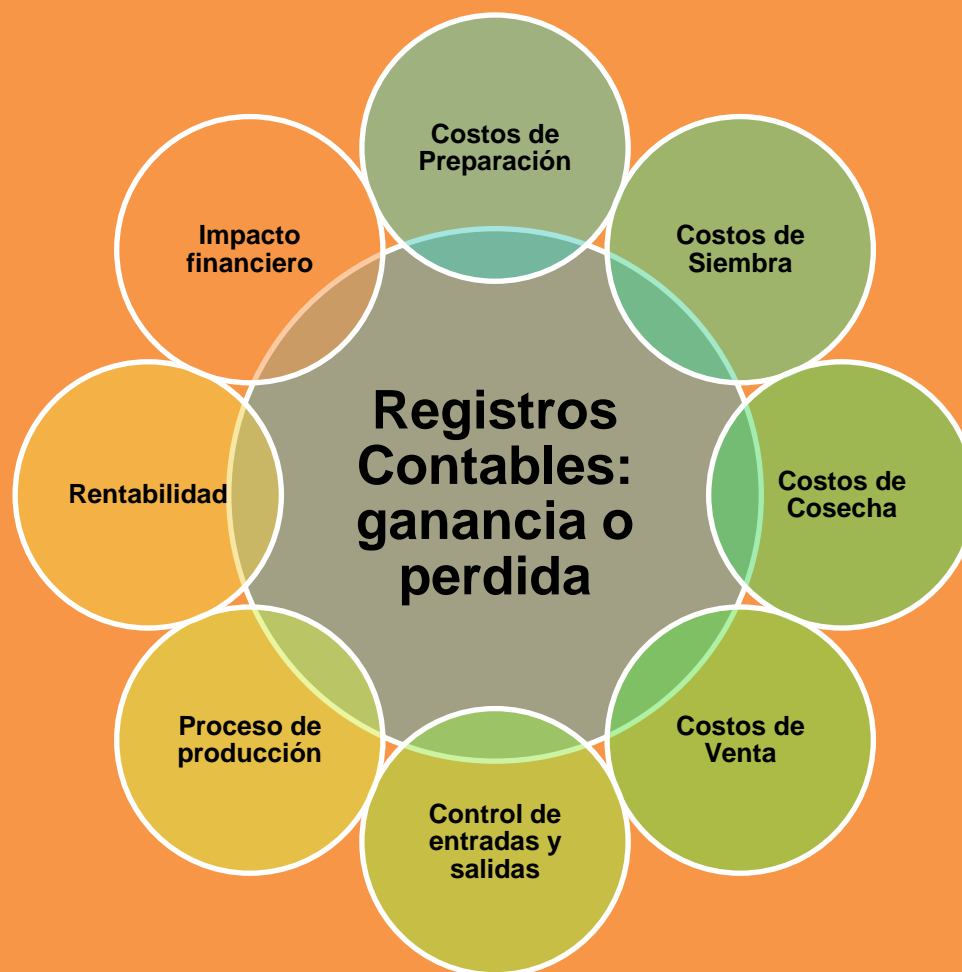 Costos de
Preparación
Costos de
Siembra
Costos de
Cosecha
Costos de
Venta
Control de
entradas y
salidas
Proceso de
producción
Rentabilidad
Impacto
financiero
Registros
Contables:
ganancia o
perdida